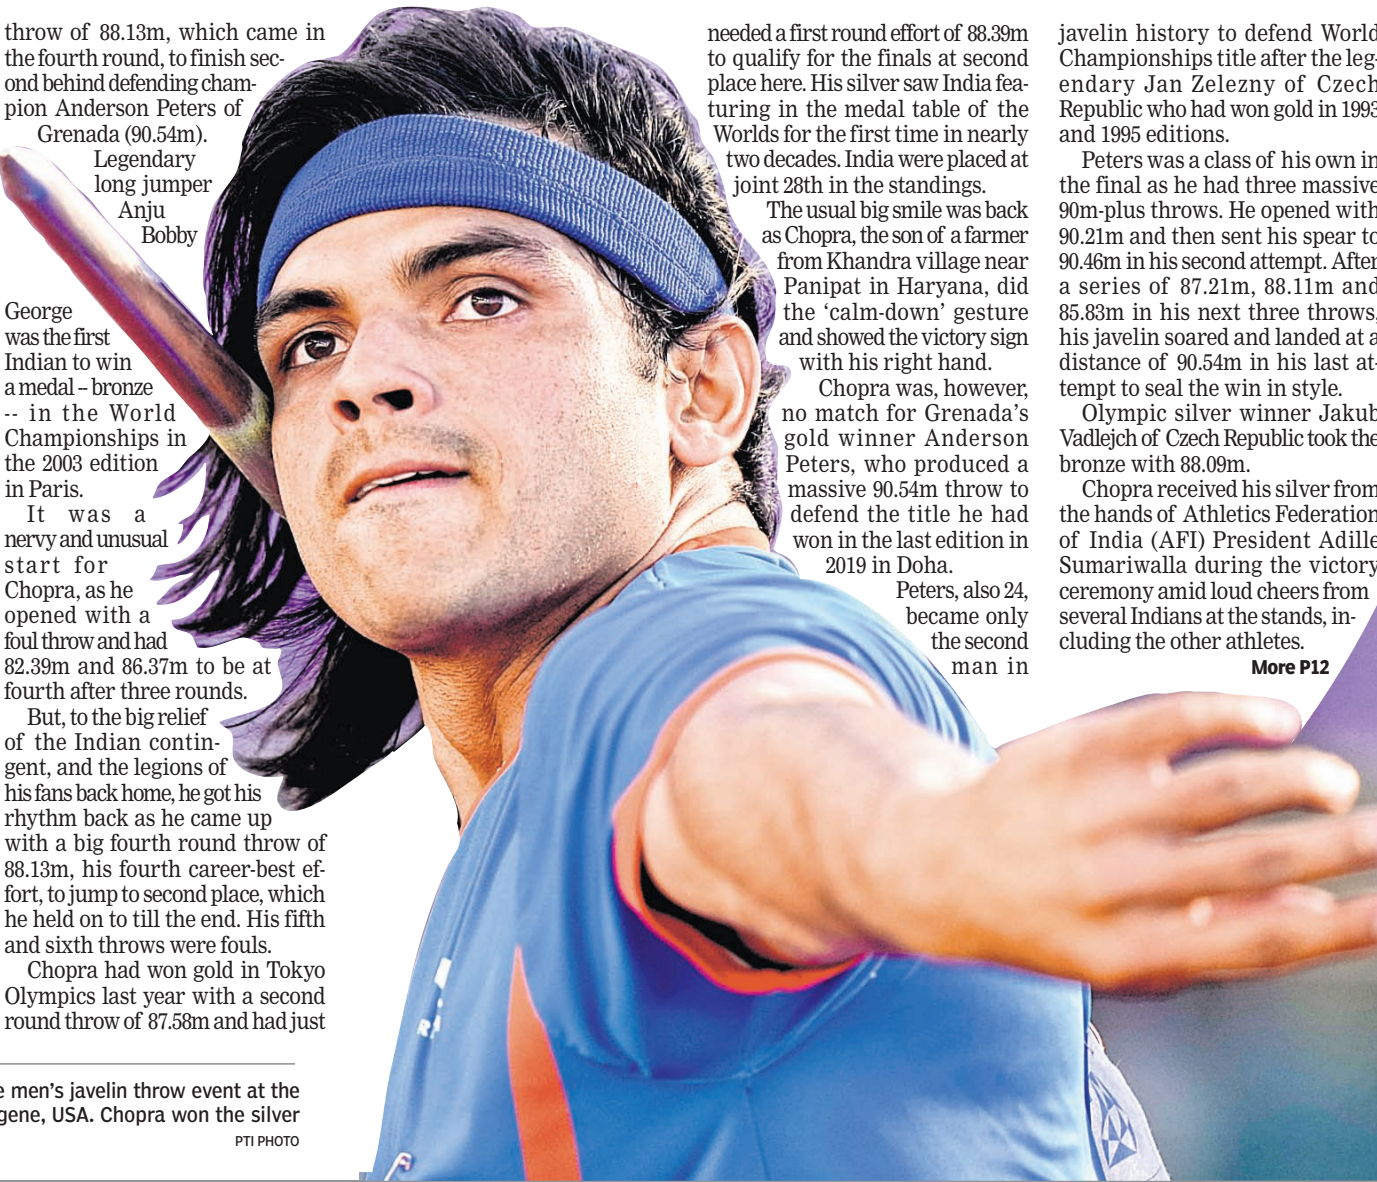 throw of 88.13m, which came in
the fourth round, to finish sec-
ond behind defending cham-
pion Anderson Peters of
Grenada (90.54m).
Legendary
long jumper
Anju
Bobby
George
was the first
Indian to win
a medal – bronze
-- in the World
Championships in
the 2003 edition
in Paris.
It was a
nervy and unusual
start for
Chopra, as he
opened with a
foul throw and had
82.39m and 86.37m to be at
fourth after three rounds.
But, to the big relief
of the Indian contin-
gent, and the legions of
his fans back home, he got his
rhythm back as he came up
with a big fourth round throw of
88.13m, his fourth career-best ef-
fort, to jump to second place, which
he held on to till the end. His fifth
and sixth throws were fouls.
Chopra had won gold in Tokyo
Olympics last year with a second
round throw of 87.58m and had just
needed a first round effort of 88.39m
to qualify for the finals at second
place here. His silver saw India fea-
turing in the medal table of the
Worlds for the first time in nearly
two decades. India were placed at
joint 28th in the standings.
The usual big smile was back
as Chopra, the son of a farmer
from Khandra village near
Panipat in Haryana, did
the ‘calm-down’ gesture
and showed the victory sign
with his right hand.
Chopra was, however,
no match for Grenada’s
gold winner Anderson
Peters, who produced a
massive 90.54m throw to
defend the title he had
won in the last edition in
2019 in Doha.
Peters, also 24,
became only
the second
man in
javelin history to defend World
Championships title after the leg-
endary Jan Zelezny of Czech
Republic who had won gold in 1993
and 1995 editions.
Peters was a class of his own in
the final as he had three massive
90m-plus throws. He opened with
90.21m and then sent his spear to
90.46m in his second attempt. After
a series of 87.21m, 88.11m and
85.83m in his next three throws,
his javelin soared and landed at a
distance of 90.54m in his last at-
tempt to seal the win in style.
Olympic silver winner Jakub
Vadlejch of Czech Republic took the
bronze with 88.09m.
Chopra received his silver from
the hands of Athletics Federation
of India (AFI) President Adille
Sumariwalla during the victory
ceremony amid loud cheers from
several Indians at the stands, in-
cluding the other athletes.
More P12
e men’s javelin throw event at the
gene, USA. Chopra won the silver
PTI PHOTO